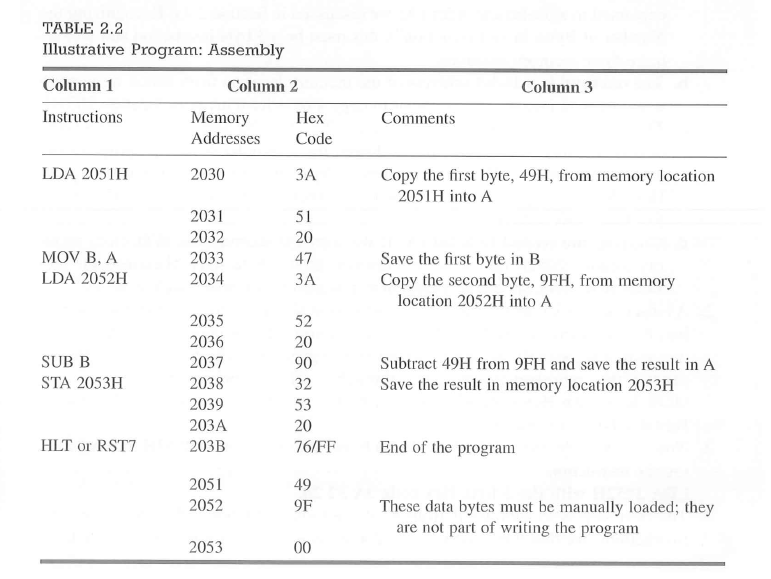 TABLE 2.2
Illustrative Program: Assembly
Column 1 Column 2 Column 3
Instructions Memory Hex Comments
Addresses Code
LDA 2051H 2030 3A Copy the first byte, 49H, from memory location
2051H into A
2031 51
2032 20
MOV B, A 2033 47 Save the first byte in B
LDA 2052H 2034 3A Copy the second byte, 9FH, from memory
location 2052H into A
2035 52
2036 20
SUB B 2037 90 Subtract 49H from 9FH and save the result in A
STA 2053H 2038 32 Save the result in memory location 2053H
2039 53
203A 20
HLT or RST7 203B 76/FF End of the program
2051 49
2052 9F These data bytes must be manually loaded; they
are not part of writing the program
2053 00